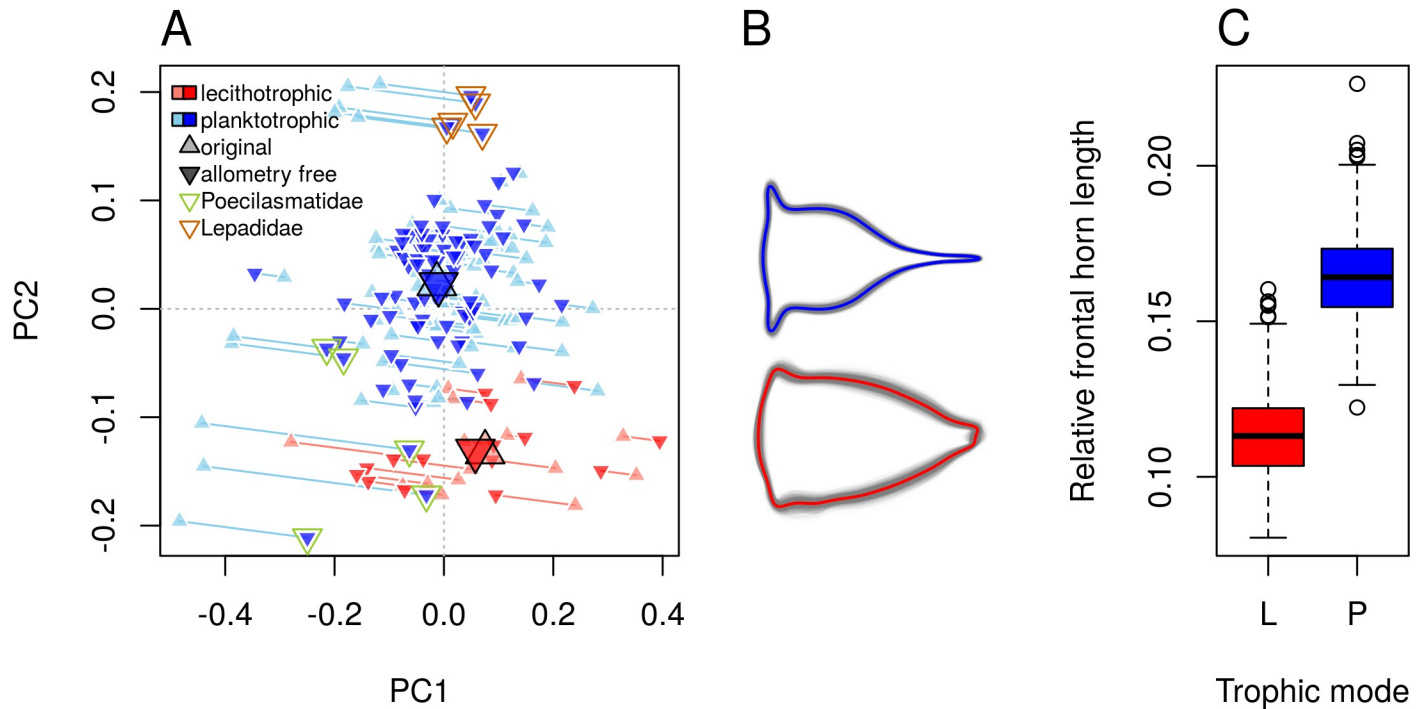 A
B
C
lecithotrophic
planktotrophic
original
allometry free
Poecilasmatidae
Lepadidae
PC2
0.2
0.1
0.0
-0.1
-0.2
-0.4
-0.2
0.0
0.2
0.4
PC1
Relative frontal horn length
0.20
0.15
0.10
L
P
Trophic mode